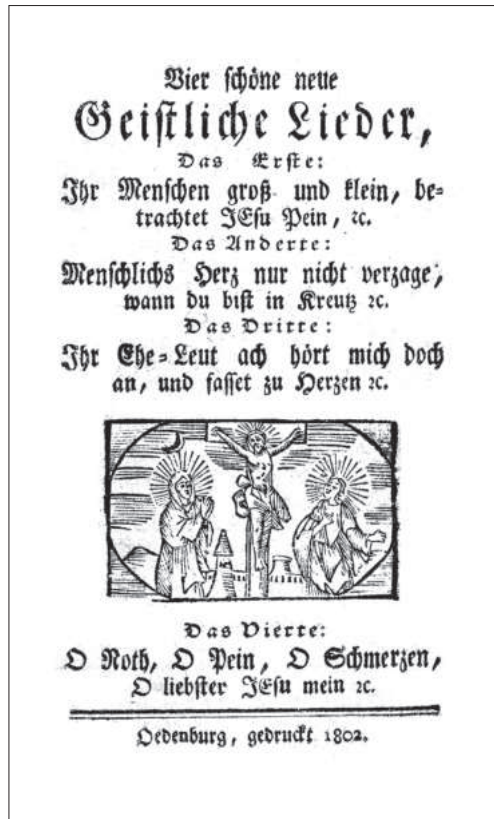 Vier schöne neue
Geistliche Lieder,
Das Erste:
Ihr Menschen groß und klein, be=
trachtet JEsu Pein, ꝛc.
Das Anderte:
Menschlichs Herz nur nicht verzage,
wann du bist in Kreutz ꝛc.
Das Dritte:
Ihr Ehe=Leut ach hört mich doch
an, und fasset zu Herzen ꝛc.
Das Vierte:
O Noth, O Pein, O Schmerzen,
O liebster JEsu mein ꝛc.
Oedenburg, gedruckt 1802.